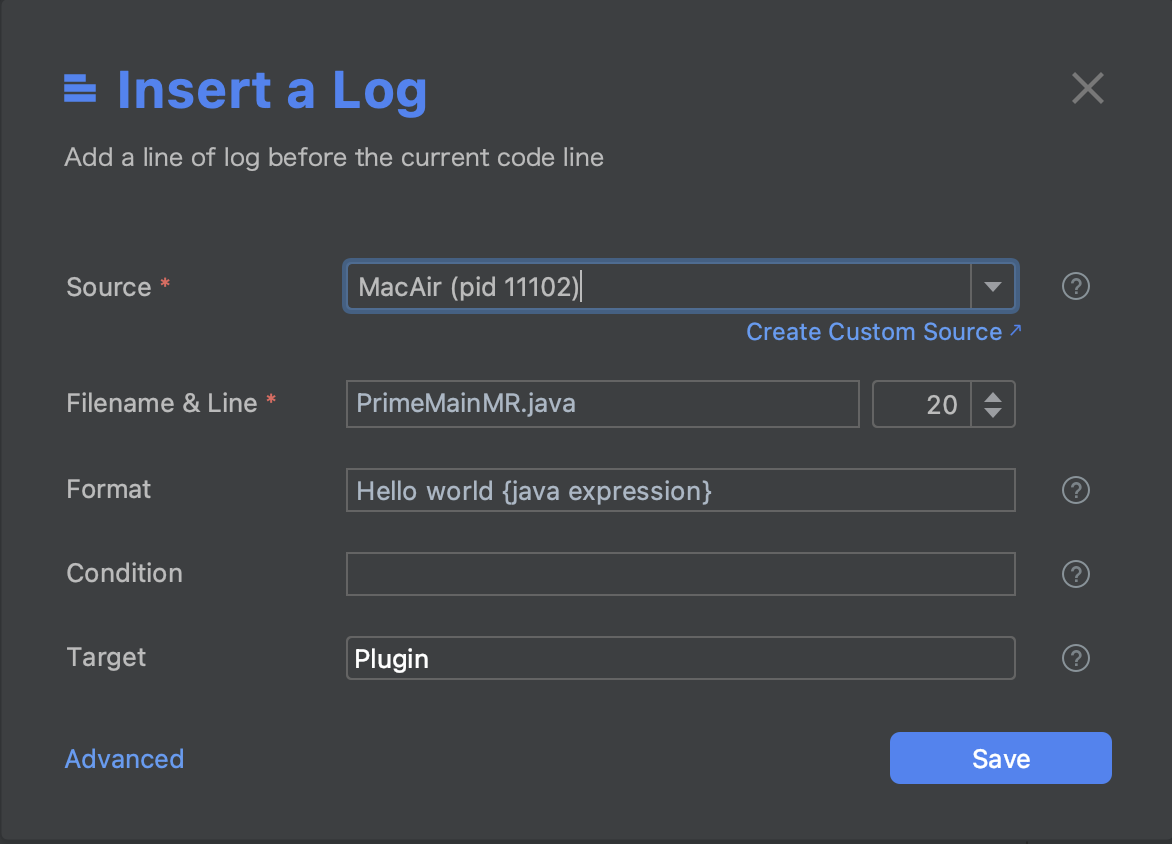 Insert a Log
Add a line of log before the current code line
Source * MacAir (pid 11102) ?
Create Custom Source ↗
Filename & Line * PrimeMainMR.java 20
Format Hello world {java expression} ?
Condition ?
Target Plugin ?
Advanced Save